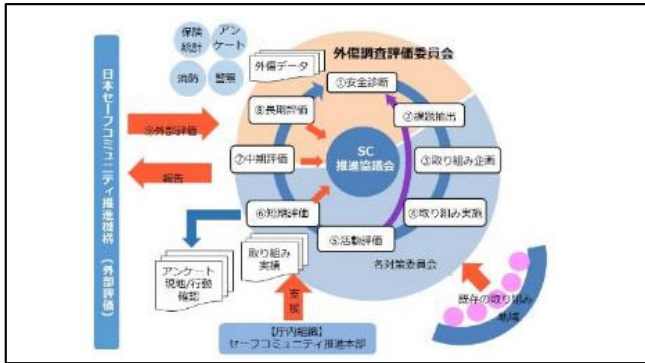 保険
統計
アン
ケート
消防
警察
外傷データ
外傷調査評価委員会
①安全診断
②課題抽出
③取り組み企画
④取り組み実施
⑤活動評価
⑥短期評価
⑦中期評価
⑧長期評価
SC
推進協議会
各対策委員会
日本セーフコミュニティ推進機構
(外部評価)
⑨外部評価
報告
アンケート
現地/行動
確認
取り組み
実績
支援
【庁内組織】
セーフコミュニティ推進本部
既存の取り組み
地域